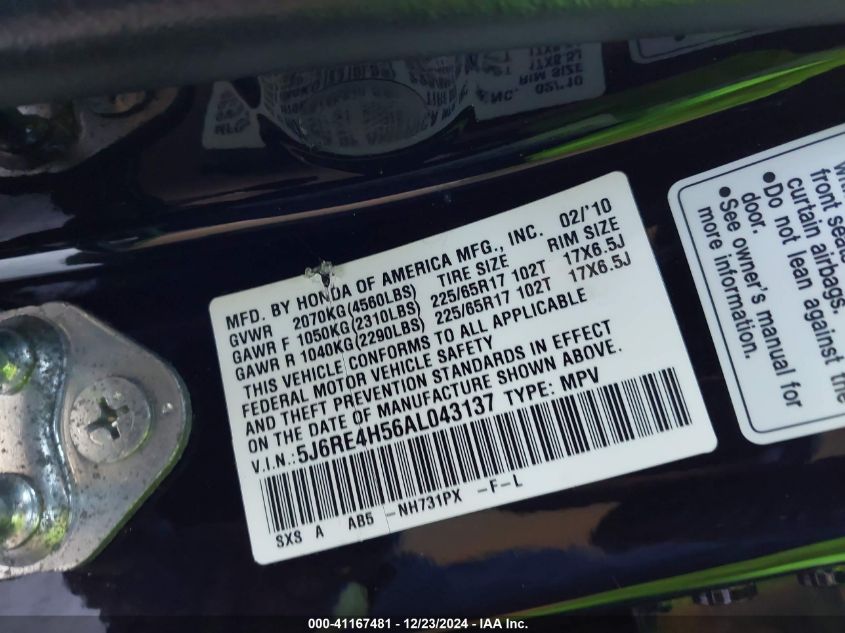 MFD. BY HONDA OF AMERICA MFG., INC. 02/'10
GVWR 2070KG(4560LBS) TIRE SIZE RIM SIZE
GAWR F 1050KG(2310LBS) 225/65R17 102T 17X6.5J
GAWR R 1040KG(2290LBS) 225/65R17 102T 17X6.5J
THIS VEHICLE CONFORMS TO ALL APPLICABLE
FEDERAL MOTOR VEHICLE SAFETY
AND THEFT PREVENTION STANDARDS IN EFFECT
ON THE DATE OF MANUFACTURE SHOWN ABOVE.
V.I.N.: 5J6RE4H56AL043137 TYPE: MPV
SXS A AB5 -NH731PX -F-L
front seats
curtain airbags.
•Do not lean against the
door.
•See owner's manual for
more information.
000-41167481 - 12/23/2024 - IAA Inc.